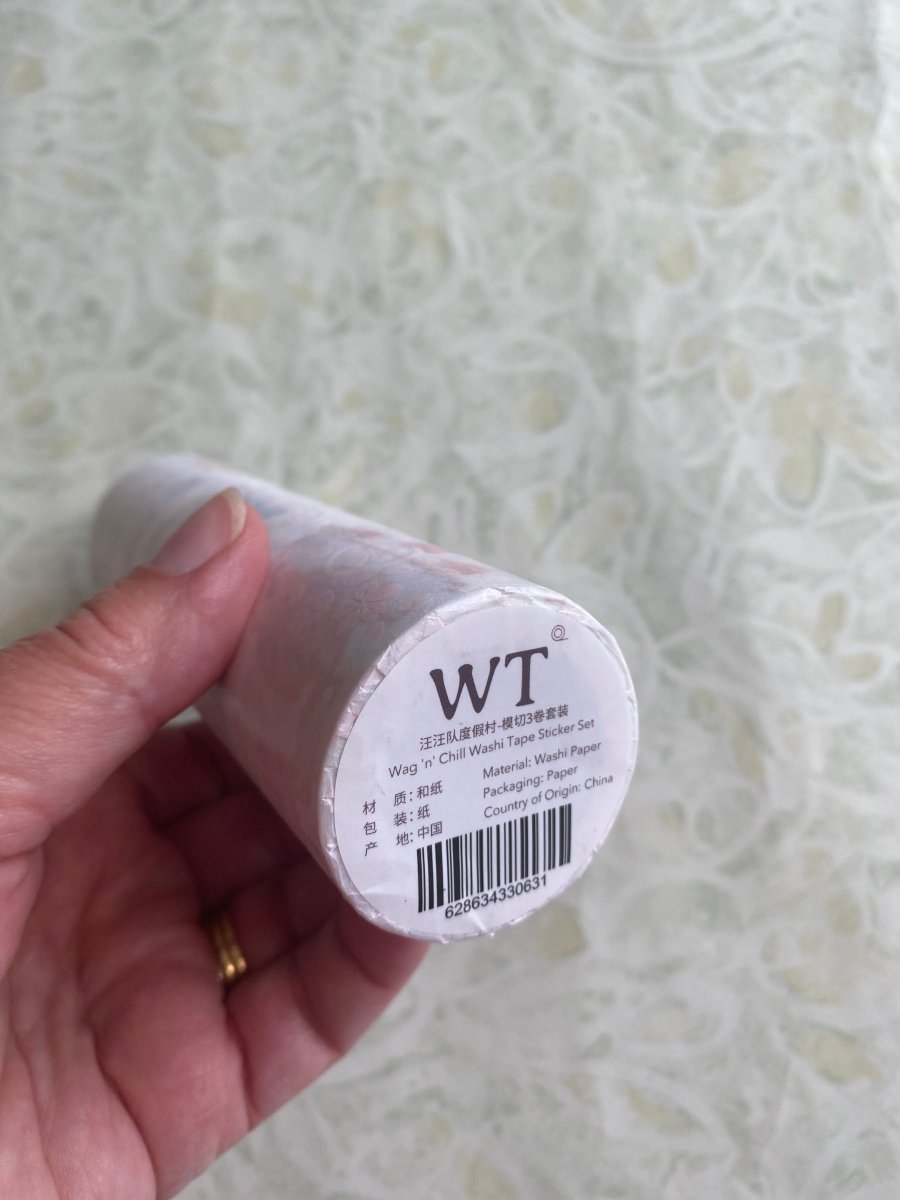 WT
汪汪队度假村-模切3卷套装
Wag 'n' Chill Washi Tape Sticker Set
材 质: 和纸
包 装: 纸
产 地: 中国
Material: Washi Paper
Packaging: Paper
Country of Origin: China
628634330631